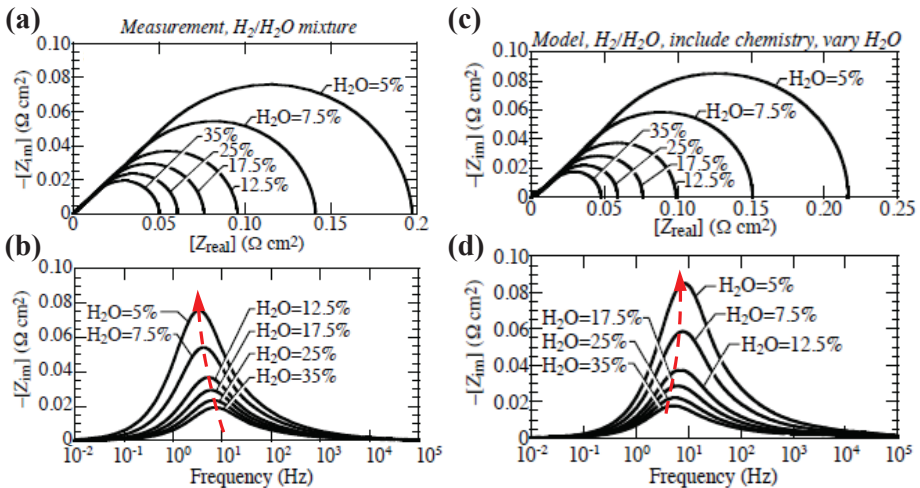 (a)
Measurement, H2/H2O mixture
0.10
0.08
0.06
0.04
0.02
0
−[Zim] (Ω cm2)
H2O=5%
H2O=7.5%
35%
25%
17.5%
12.5%
0
0.05
0.10
0.15
0.2
[Zreal] (Ω cm2)
(c)
Model, H2/H2O, include chemistry, vary H2O
0.10
0.08
0.06
0.04
0.02
0
−[Zim] (Ω cm2)
H2O=5%
H2O=7.5%
35%
25%
17.5%
12.5%
0
0.05
0.10
0.15
0.20
0.25
[Zreal] (Ω cm2)
(b)
0.10
0.08
0.06
0.04
0.02
0
−[Zim] (Ω cm2)
H2O=5%
H2O=7.5%
H2O=12.5%
H2O=17.5%
H2O=25%
H2O=35%
10-2
10-1
100
101
102
103
104
105
Frequency (Hz)
(d)
0.10
0.08
0.06
0.04
0.02
0
−[Zim] (Ω cm2)
H2O=5%
H2O=7.5%
H2O=12.5%
H2O=17.5%
H2O=25%
H2O=35%
10-2
10-1
100
101
102
103
104
105
Frequency (Hz)